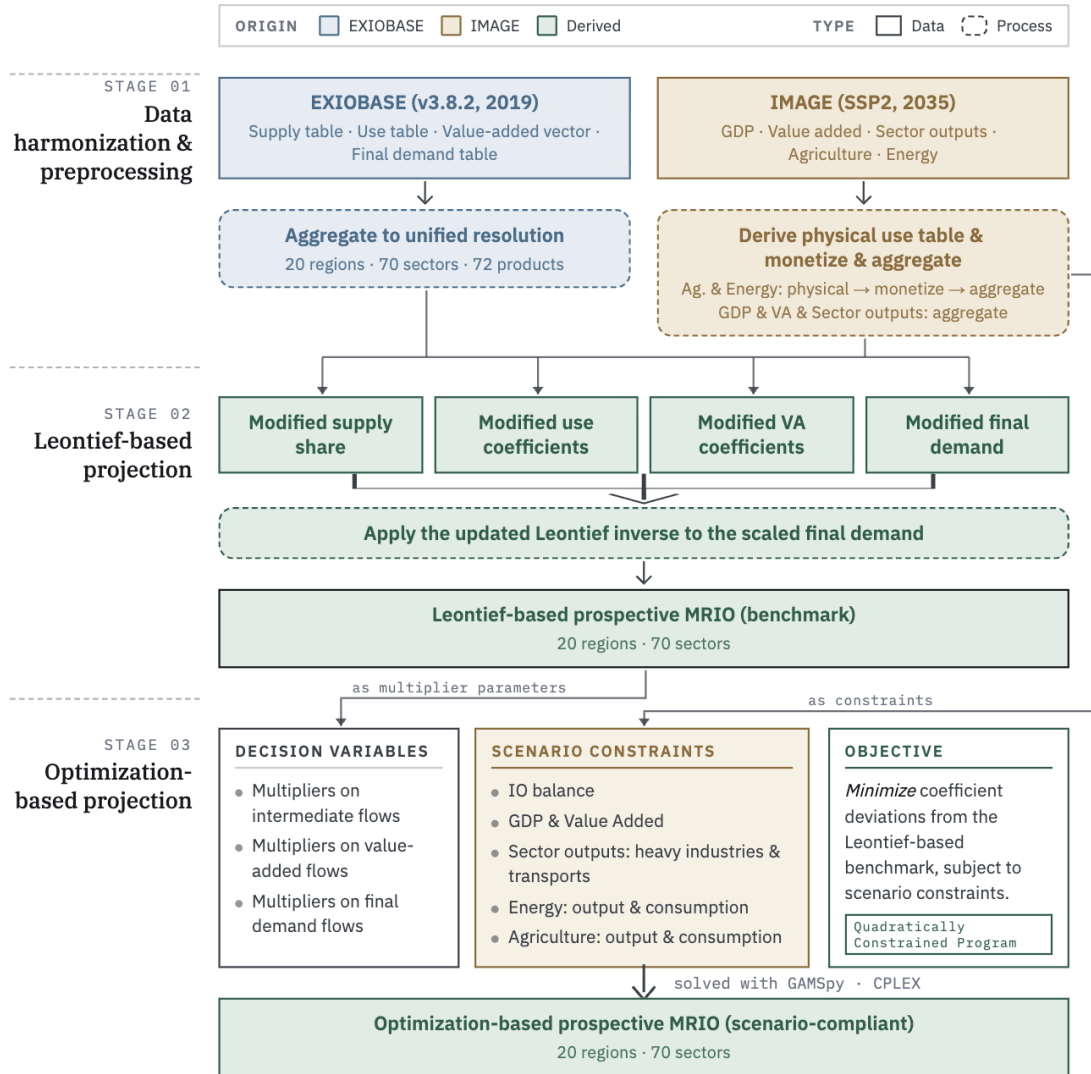 ORIGIN EXIOBASE IMAGE Derived TYPE Data Process
STAGE 01
Data
harmonization &
preprocessing
EXIOBASE (v3.8.2, 2019)
Supply table · Use table · Value-added vector ·
Final demand table
IMAGE (SSP2, 2035)
GDP · Value added · Sector outputs ·
Agriculture · Energy
Aggregate to unified resolution
20 regions · 70 sectors · 72 products
Derive physical use table &
monetize & aggregate
Ag. & Energy: physical → monetize → aggregate
GDP & VA & Sector outputs: aggregate
STAGE 02
Leontief-based
projection
Modified supply
share
Modified use
coefficients
Modified VA
coefficients
Modified final
demand
Apply the updated Leontief inverse to the scaled final demand
Leontief-based prospective MRIO (benchmark)
20 regions · 70 sectors
as multiplier parameters
as constraints
STAGE 03
Optimization-
based projection
DECISION VARIABLES
• Multipliers on
intermediate flows
• Multipliers on value-
added flows
• Multipliers on final
demand flows
SCENARIO CONSTRAINTS
• IO balance
• GDP & Value Added
• Sector outputs: heavy industries &
transports
• Energy: output & consumption
• Agriculture: output & consumption
OBJECTIVE
Minimize coefficient
deviations from the
Leontief-based
benchmark, subject to
scenario constraints.
Quadratically
Constrained Program
solved with GAMSpy · CPLEX
Optimization-based prospective MRIO (scenario-compliant)
20 regions · 70 sectors